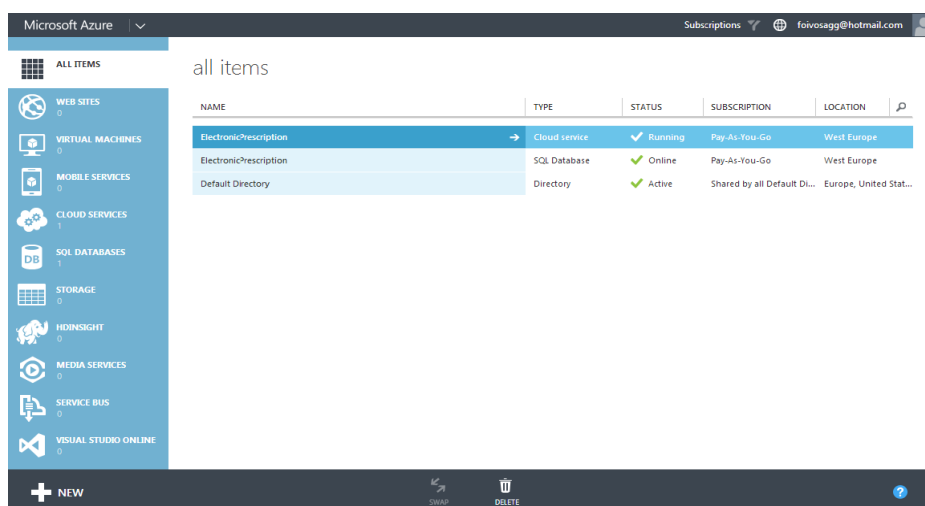 Microsoft Azure
Subscriptions foivosagg@hotmail.com
ALL ITEMS
WEB SITES
0
VIRTUAL MACHINES
0
MOBILE SERVICES
0
CLOUD SERVICES
1
SQL DATABASES
1
STORAGE
0
HDINSIGHT
0
MEDIA SERVICES
0
SERVICE BUS
0
VISUAL STUDIO ONLINE
0
DB
all items
NAME TYPE STATUS SUBSCRIPTION LOCATION
ElectronicPrescription Cloud service Running Pay-As-You-Go West Europe
ElectronicPrescription SQL Database Online Pay-As-You-Go West Europe
Default Directory Directory Active Shared by all Default Di... Europe, United Stat...
NEW SWAP DELETE ?